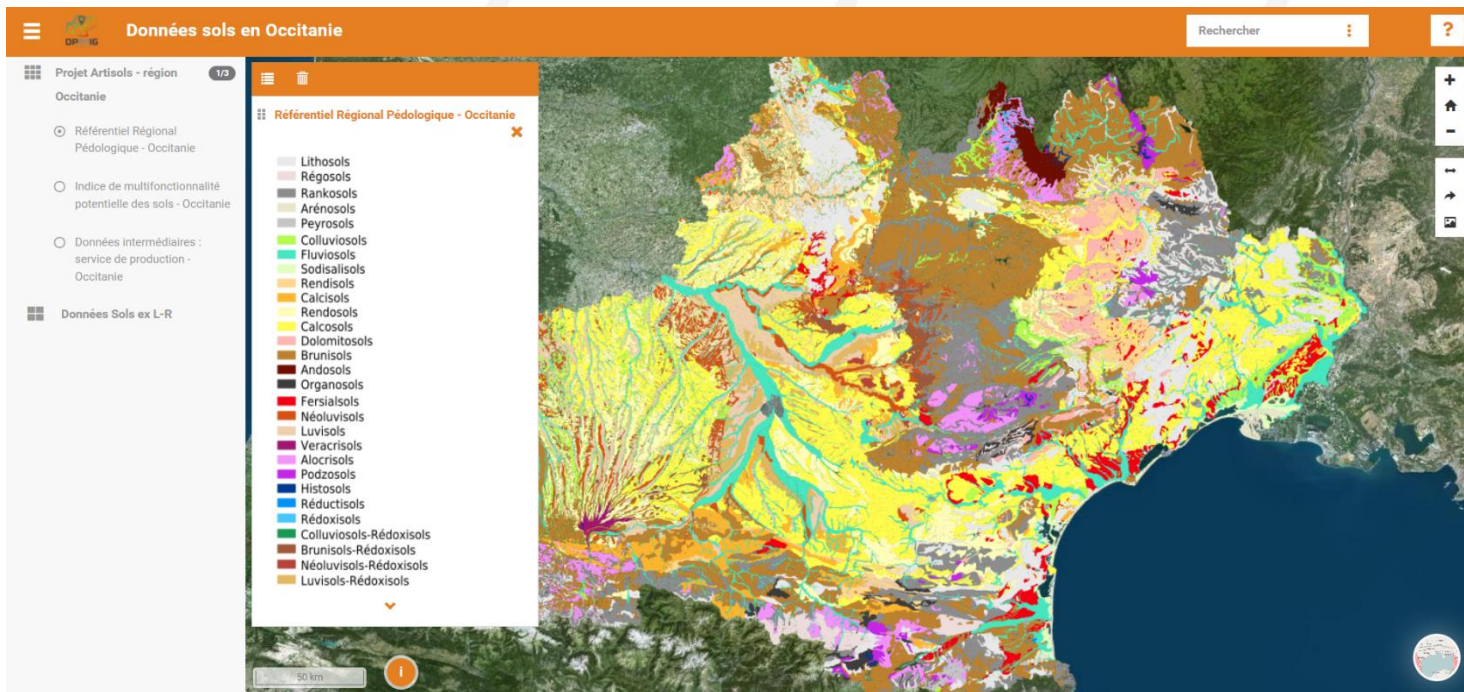 Données sols en Occitanie
Rechercher
?
Projet Artisols - région
Occitanie
1/3
Référentiel Régional
Pédologique - Occitanie
Indice de multifonctionnalité
potentielle des sols - Occitanie
Données intermédiaires :
service de production -
Occitanie
Données Sols ex L-R
Référentiel Régional Pédologique - Occitanie
Lithosols
Régosols
Rankosols
Arénosols
Peyrosols
Colluviosols
Fluviosols
Sodisalisols
Rendisols
Calcisols
Rendosols
Calcosols
Dolomitosols
Brunisols
Andosols
Organosols
Fersialsols
Néoluvisols
Luvisols
Veracrisols
Alocrisols
Podzosols
Histosols
Réductisols
Rédoxisols
Colluviosols-Rédoxisols
Brunisols-Rédoxisols
Néoluvisols-Rédoxisols
Luvisols-Rédoxisols
50 km
i